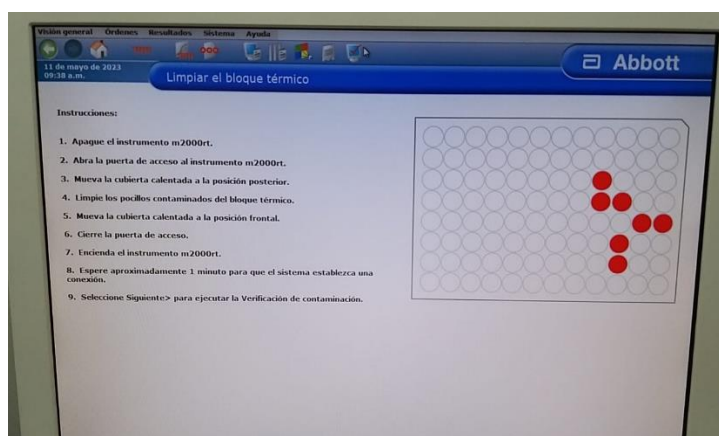 Visión general Órdenes Resultados Sistema Ayuda
11 de mayo de 2023
09:38 a.m.
Limpiar el bloque térmico
Abbott
Instrucciones:
1. Apague el instrumento m2000rt.
2. Abra la puerta de acceso al instrumento m2000rt.
3. Mueva la cubierta calentada a la posición posterior.
4. Limpie los pocillos contaminados del bloque térmico.
5. Mueva la cubierta calentada a la posición frontal.
6. Cierre la puerta de acceso.
7. Encienda el instrumento m2000rt.
8. Espere aproximadamente 1 minuto para que el sistema establezca una
conexión.
9. Seleccione Siguiente> para ejecutar la Verificación de contaminación.